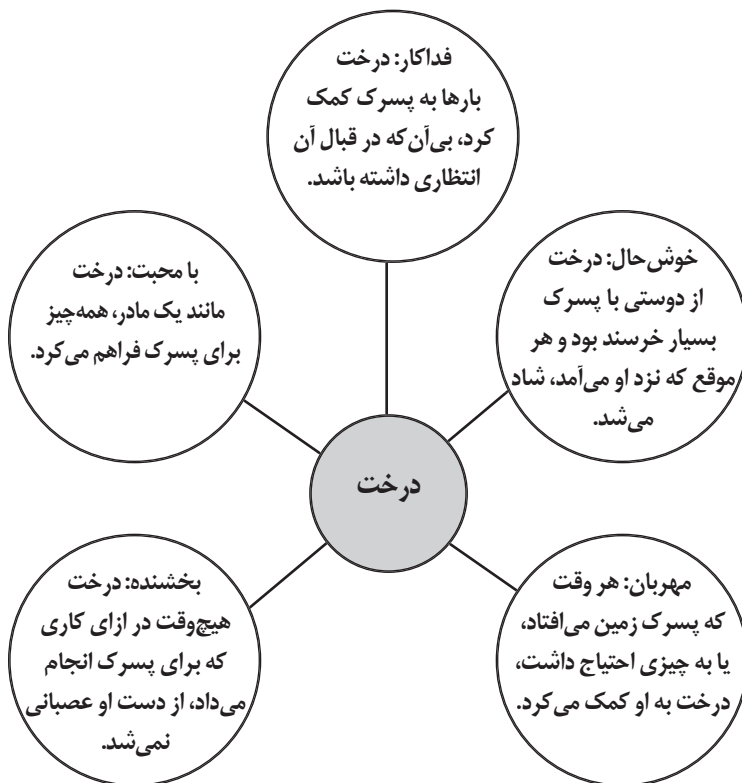 فداکار: درخت
بارها به پسرک کمک
کرد، بی‌آن‌که در قبال آن
انتظاری داشته باشد.
خوش‌حال: درخت
از دوستی با پسرک
بسیار خرسند بود و هر
موقع که نزد او می‌آمد، شاد
می‌شد.
با محبت: درخت
مانند یک مادر، همه‌چیز
برای پسرک فراهم می‌کرد.
درخت
مهربان: هر وقت
که پسرک زمین می‌افتاد،
یا به چیزی احتیاج داشت،
درخت به او کمک می‌کرد.
بخشنده: درخت
هیچ‌وقت در ازای کاری
که برای پسرک انجام
می‌داد، از دست او عصبانی
نمی‌شد.